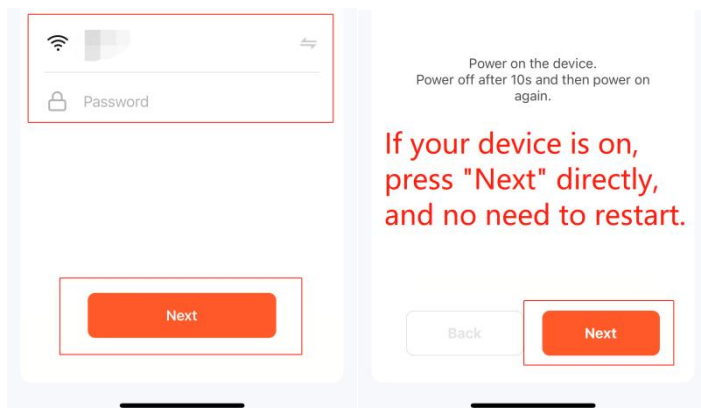 Password
Next
Power on the device.
Power off after 10s and then power on
again.
If your device is on,
press "Next" directly,
and no need to restart.
Back
Next